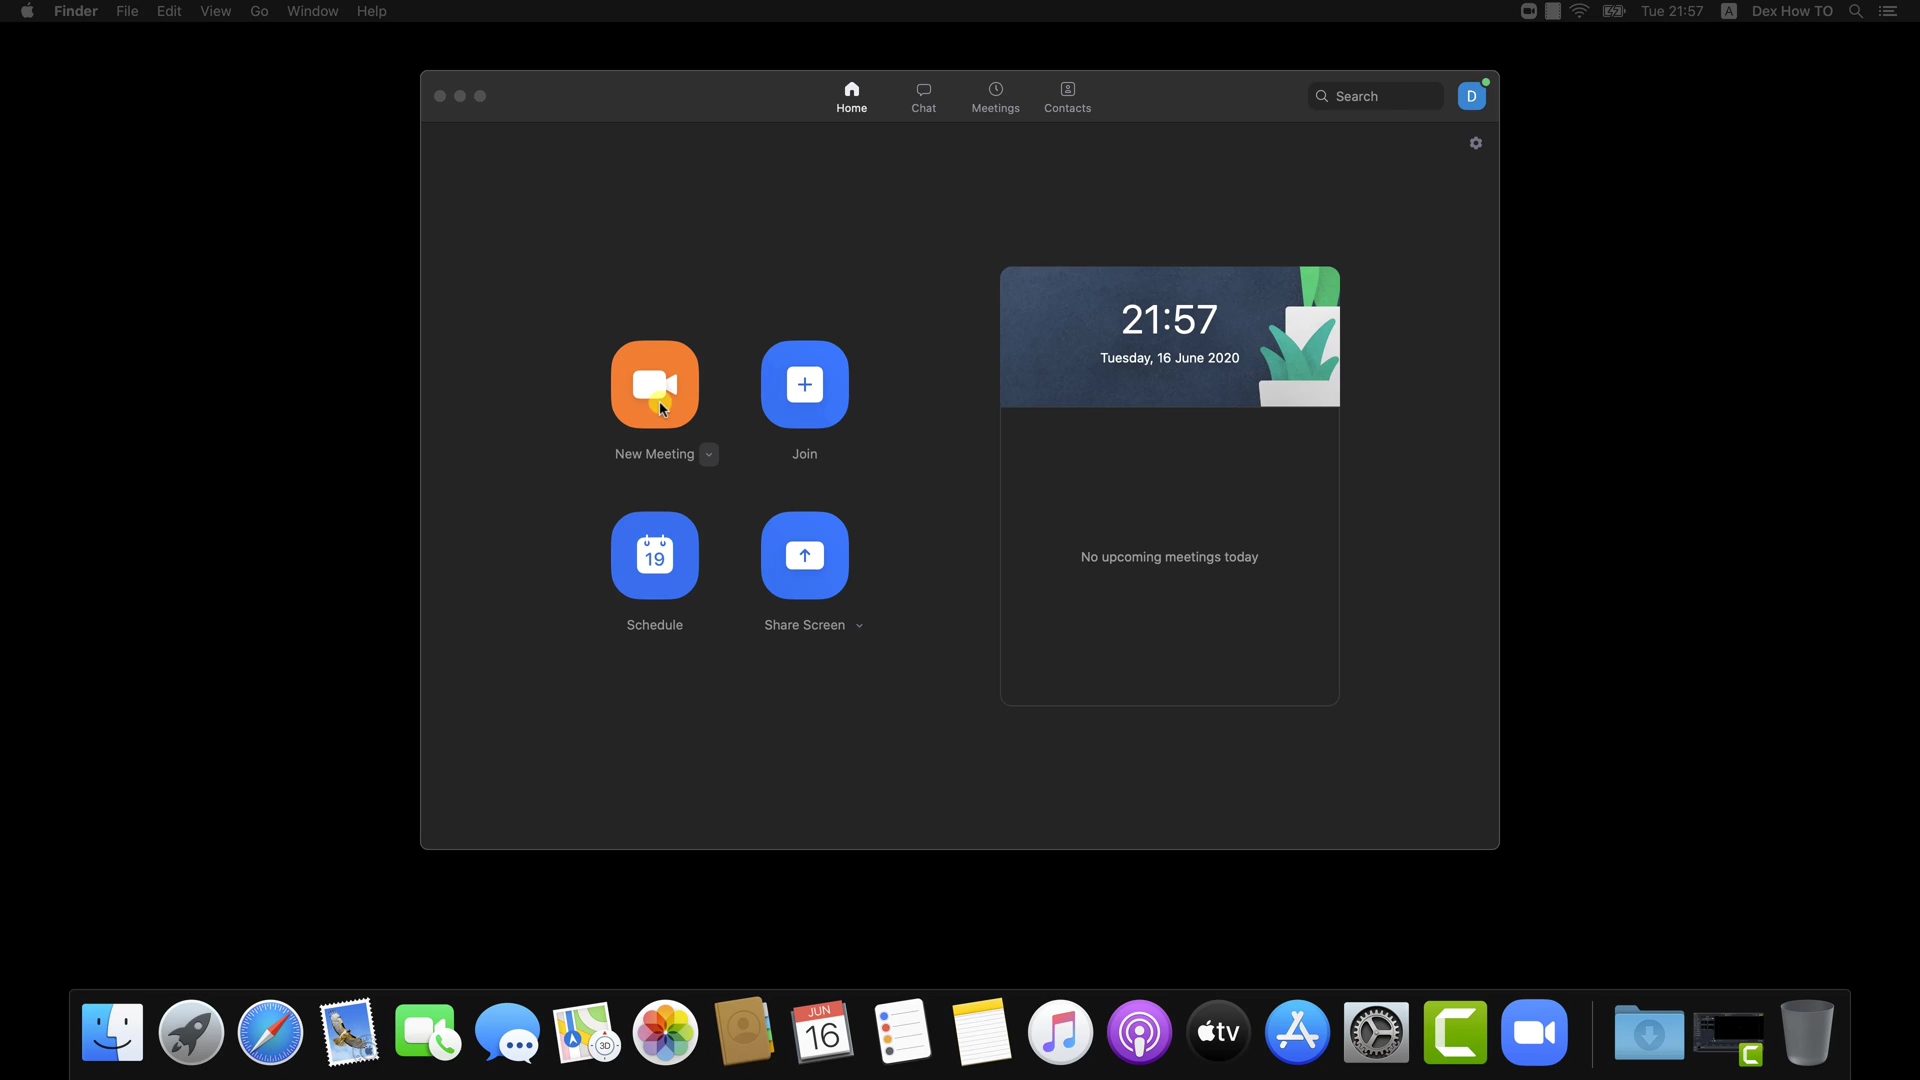 Finder File Edit View Go Window Help
Tue 21:57 A Dex How TO
Home Chat Meetings Contacts
Search
D
21:57
Tuesday, 16 June 2020
New Meeting
Join
19
Schedule
Share Screen
No upcoming meetings today
3D
JUN
16
tv